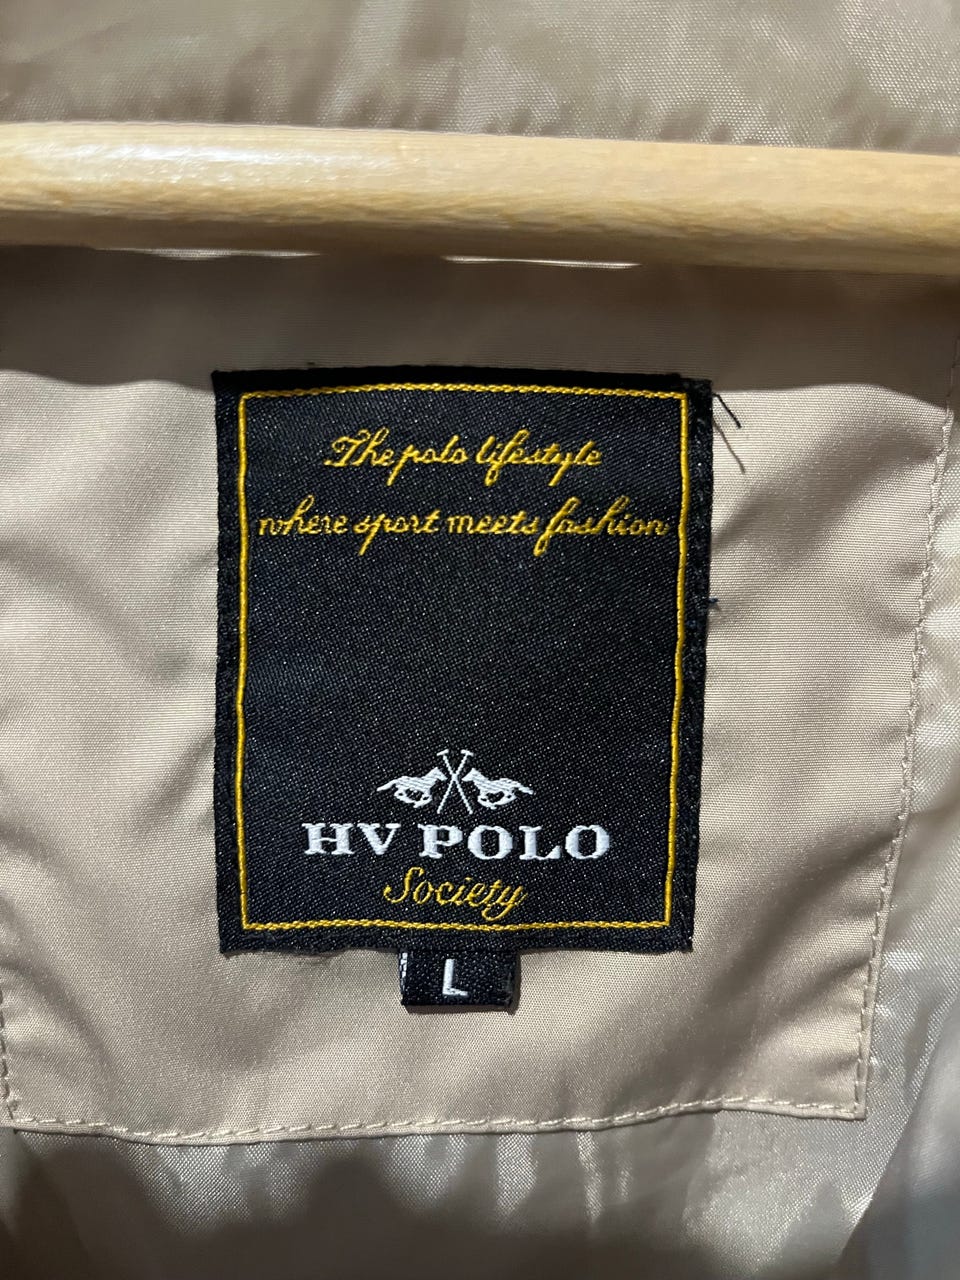 The polo lifestyle
where sport meets fashion
HV POLO
Society
L